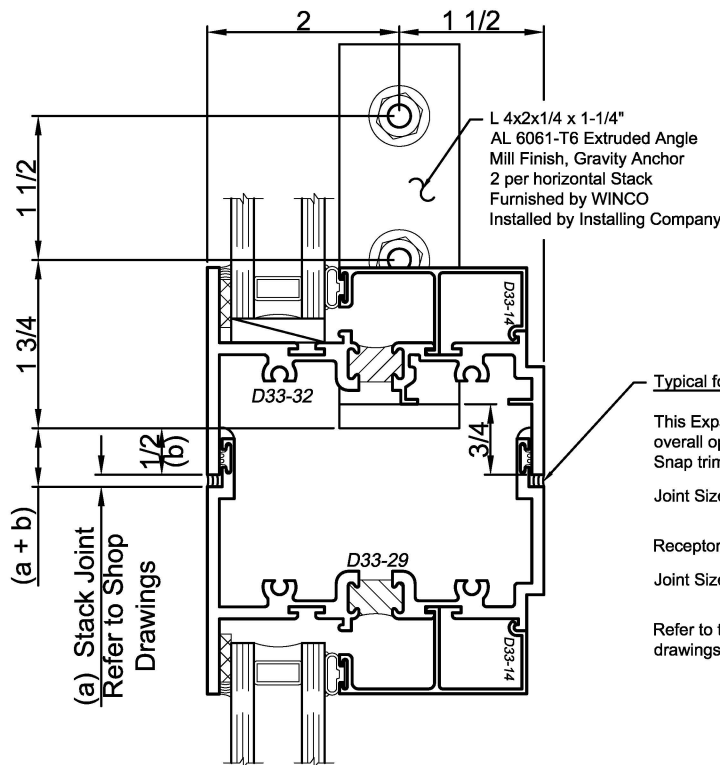 2
1 1/2
L 4x2x1/4 x 1-1/4"
AL 6061-T6 Extruded Angle
Mill Finish, Gravity Anchor
2 per horizontal Stack
Furnished by WINCO
Installed by Installing Company
1 1/2
1 3/4
D33-14
D33-32
1/2
(b)
3/4
(a + b)
(a) Stack Joint
Refer to Shop
Drawings
D33-29
D33-14
Typical fo
This Exp
overall op
Snap trim
Joint Size
Receptor
Joint Size
Refer to t
drawings